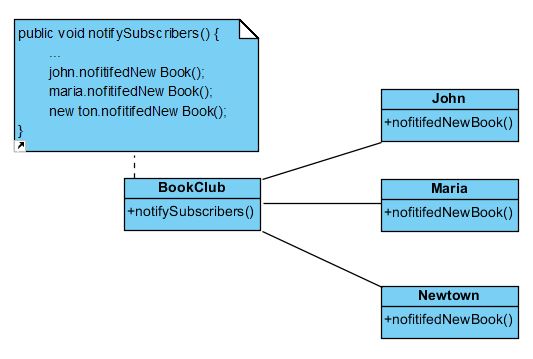 public void notifySubscribers() {
...
john.nofitifedNew Book();
maria.nofitifedNew Book();
new ton.nofitifedNew Book();
}
John
+nofitifedNewBook()
BookClub
+notifySubscribers()
Maria
+nofitifedNewBook()
Newtown
+nofitifedNewBook()